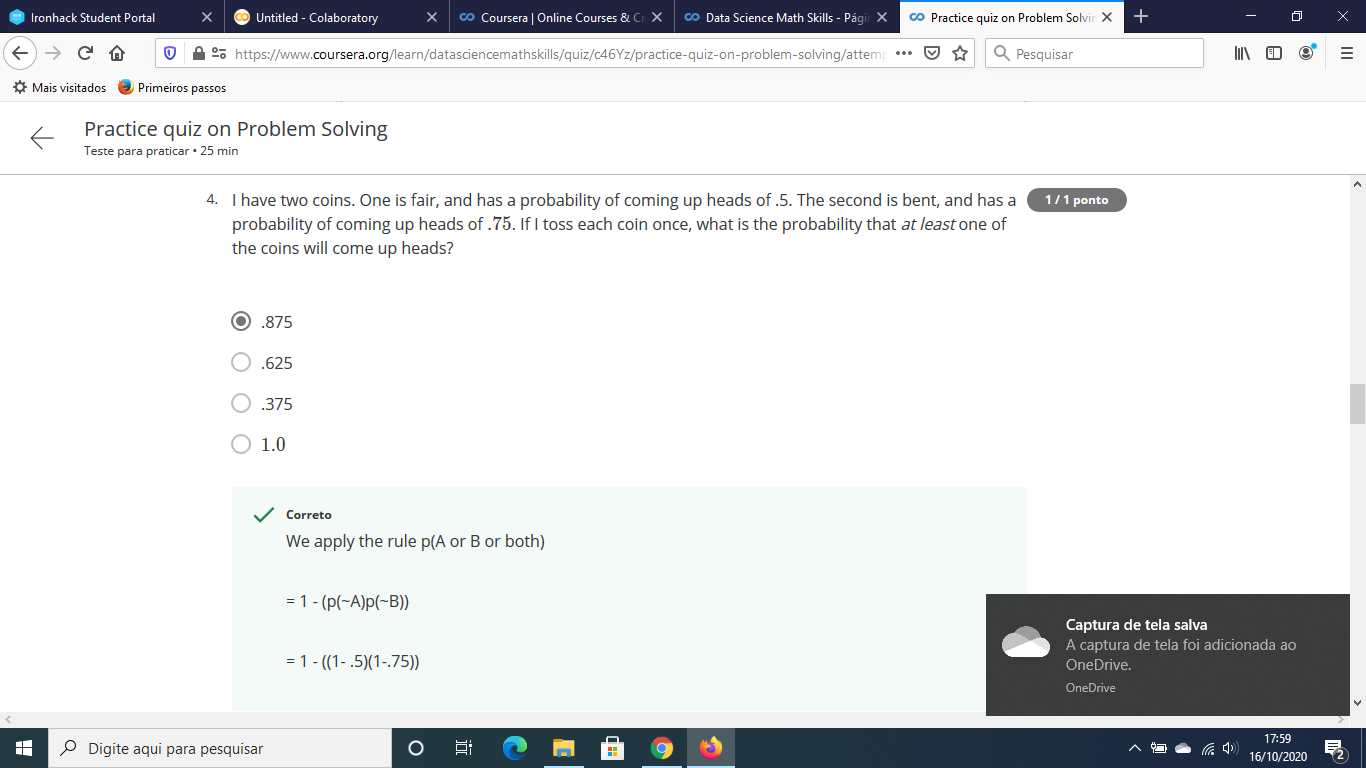 Ironhack Student Portal
Untitled - Colaboratory
Coursera | Online Courses & Cr
Data Science Math Skills - Págin
Practice quiz on Problem Solvin
https://www.coursera.org/learn/datasciencemathskills/quiz/c46Yz/practice-quiz-on-problem-solving/attemp
Pesquisar
Mais visitados
Primeiros passos
Practice quiz on Problem Solving
Teste para praticar • 25 min
4. I have two coins. One is fair, and has a probability of coming up heads of .5. The second is bent, and has a
1 / 1 ponto
probability of coming up heads of .75. If I toss each coin once, what is the probability that at least one of
the coins will come up heads?
.875
.625
.375
1.0
Correto
We apply the rule p(A or B or both)
= 1 - (p(~A)p(~B))
= 1 - ((1- .5)(1-.75))
Captura de tela salva
A captura de tela foi adicionada ao
OneDrive.
OneDrive
Digite aqui para pesquisar
17:59
16/10/2020
2